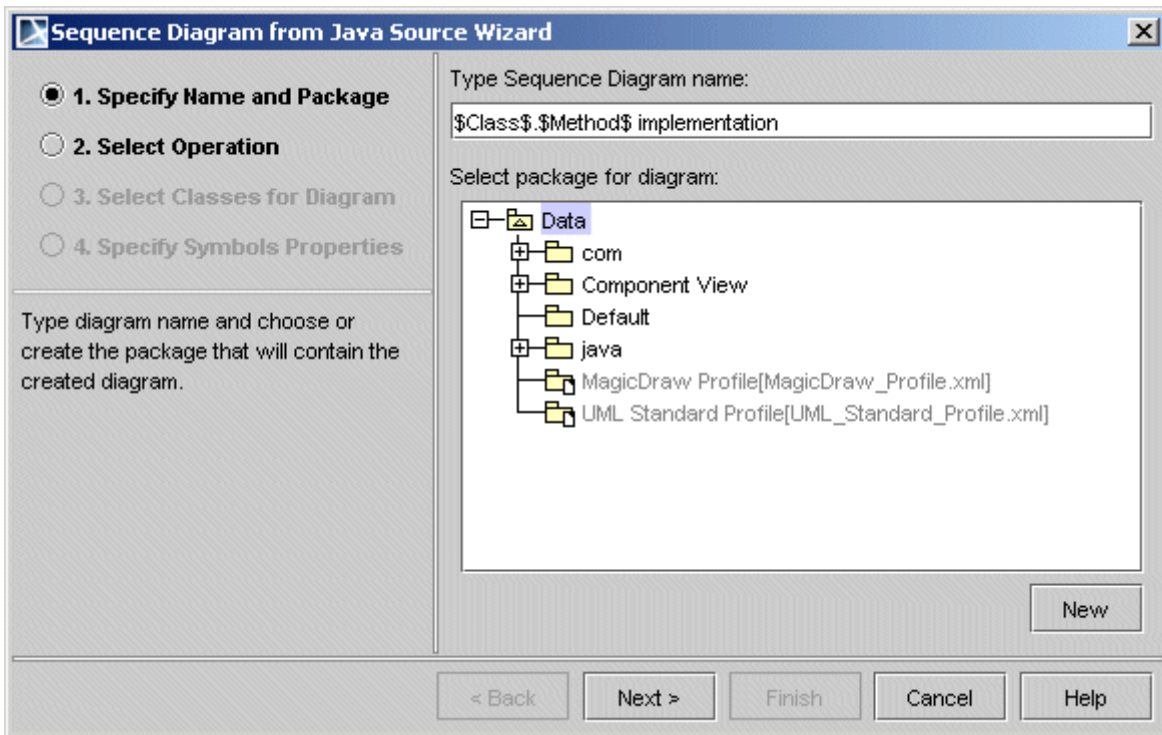 Sequence Diagram from Java Source Wizard
1. Specify Name and Package
2. Select Operation
3. Select Classes for Diagram
4. Specify Symbols Properties
Type diagram name and choose or
create the package that will contain the
created diagram.
Type Sequence Diagram name:
$Class$.$Method$ implementation
Select package for diagram:
Data
com
Component View
Default
java
MagicDraw Profile[MagicDraw_Profile.xml]
UML Standard Profile[UML_Standard_Profile.xml]
New
< Back
Next >
Finish
Cancel
Help